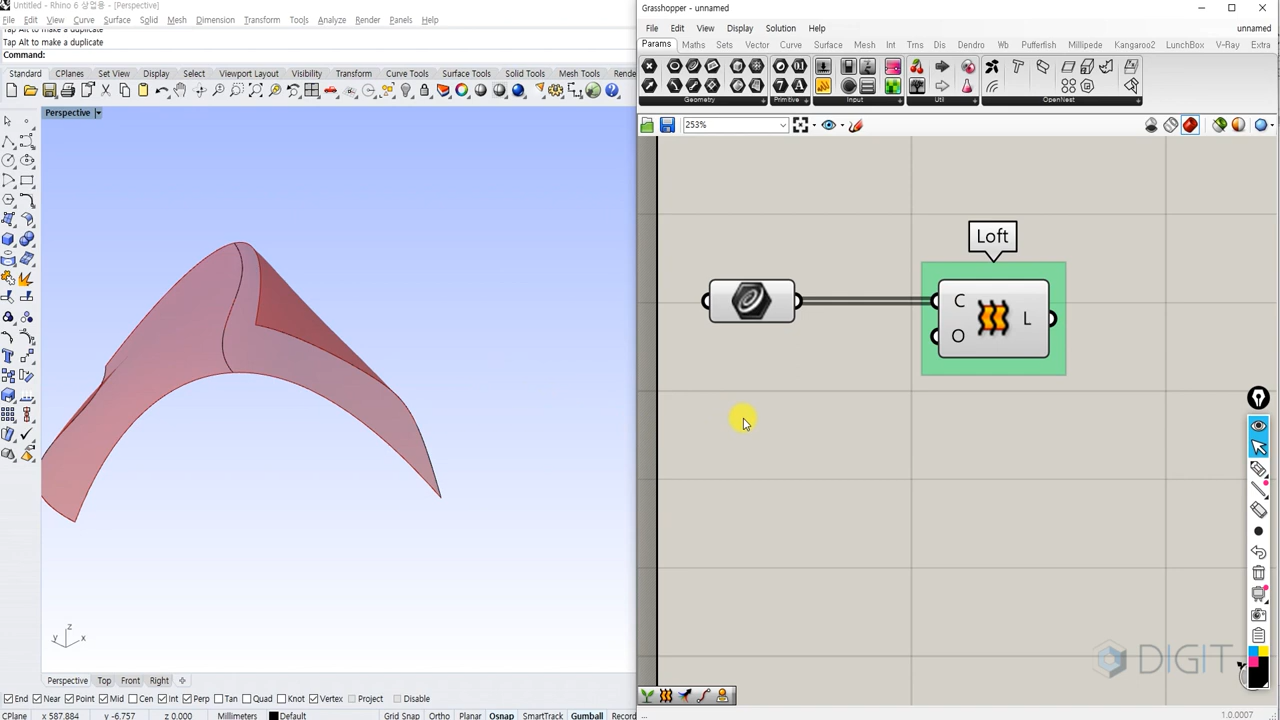 Untitled - Rhino 6 상업용 - [Perspective]
File Edit View Curve Surface Solid Mesh Dimension Transform Tools Analyze Render Panels Help
Tap Alt to make a duplicate
Tap Alt to make a duplicate
Command:
Standard CPlanes Set View Display Select Viewport Layout Visibility Transform Curve Tools Surface Tools Solid Tools Mesh Tools Rende
Perspective
z
y x
Perspective Top Front Right
End Near Point Mid Cen Int Perp Tan Quad Knot Vertex Project Disable
CPlane x 587.884 y -6.757 z 0.000 Millimeters Default Grid Snap Ortho Planar Osnap SmartTrack Gumball Record
Grasshopper - unnamed
File Edit View Display Solution Help unnamed
Params Maths Sets Vector Curve Surface Mesh Int Trns Dis Dendro Wb Pufferfish Millipede Kangaroo2 LunchBox V-Ray Extra
Geometry Primitive Input Util OpenNest
253%
Loft
C
O
L
DIGIT
1.0.0007